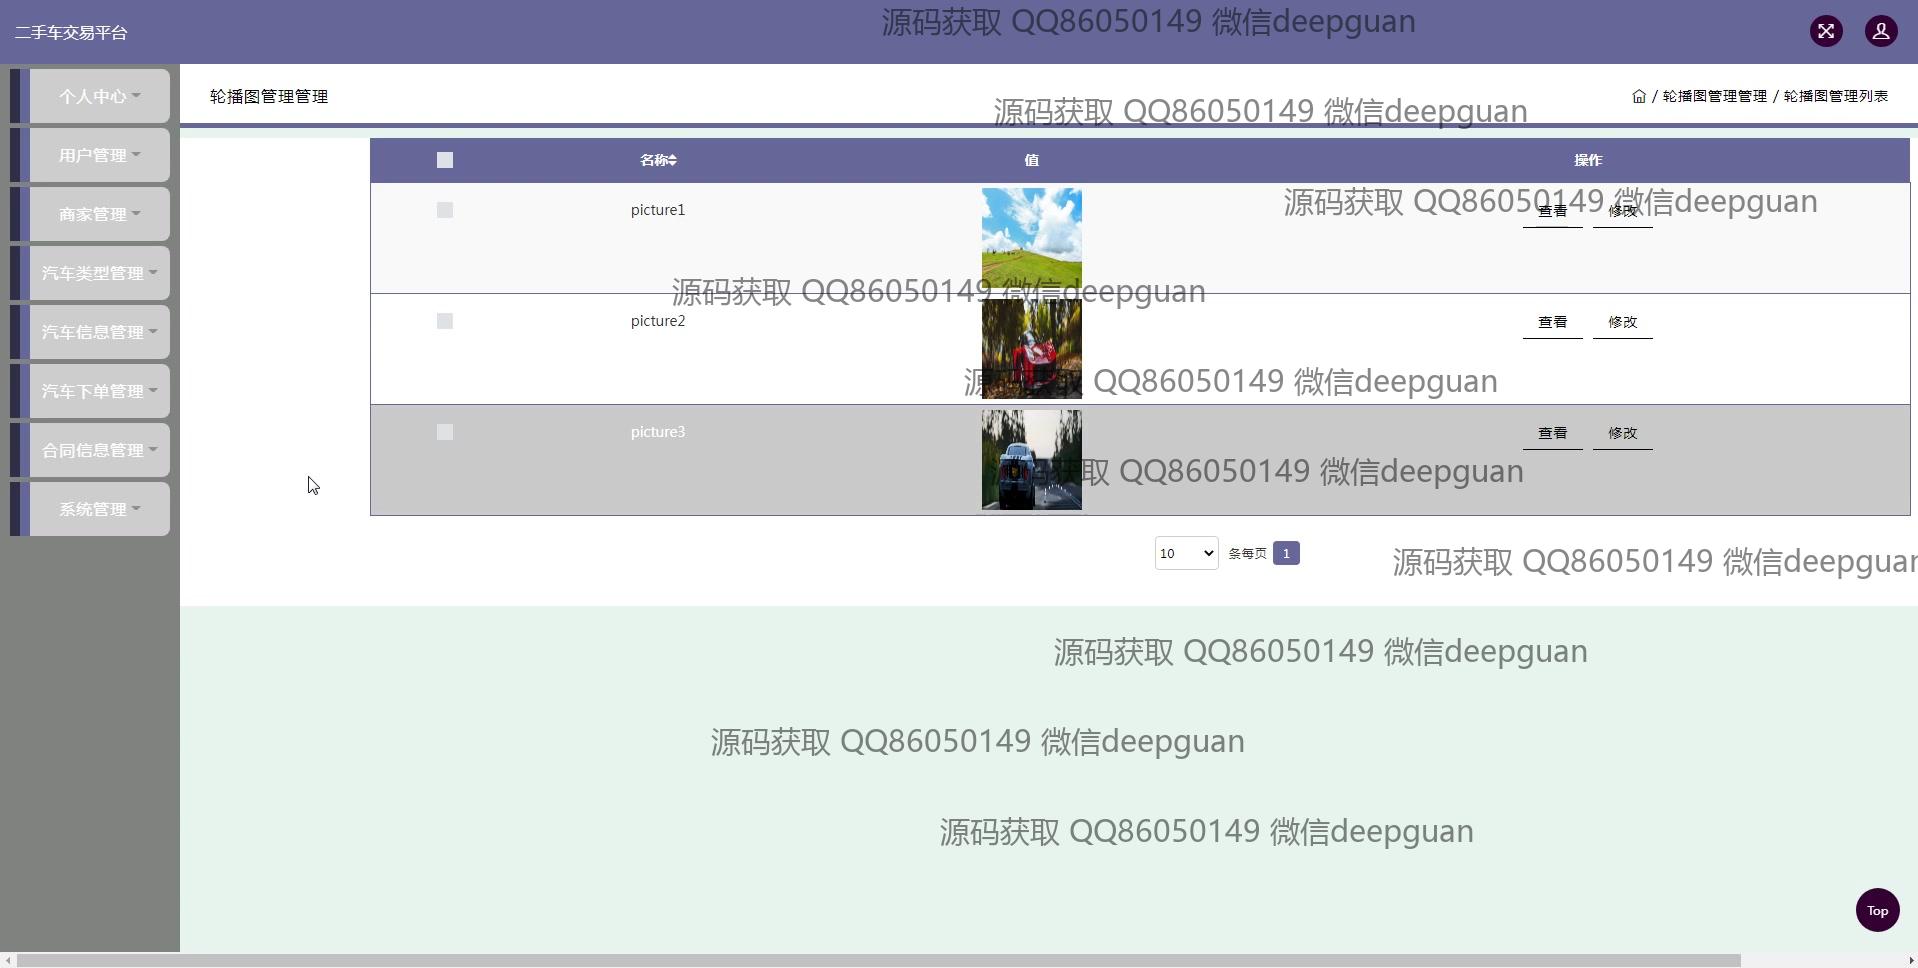 二手车交易平台
源码获取 QQ86050149 微信deepguan
个人中心
用户管理
商家管理
汽车类型管理
汽车信息管理
汽车下单管理
合同信息管理
系统管理
轮播图管理管理
/ 轮播图管理管理 / 轮播图管理列表
源码获取 QQ86050149 微信deepguan
名称 值 操作
picture1 查看 修改
源码获取 QQ86050149 微信deepguan
源码获取 QQ86050149 微信deepguan
picture2 查看 修改
源码获取 QQ86050149 微信deepguan
picture3 查看 修改
源码获取 QQ86050149 微信deepguan
10 条每页 1
源码获取 QQ86050149 微信deepguan
源码获取 QQ86050149 微信deepguan
源码获取 QQ86050149 微信deepguan
源码获取 QQ86050149 微信deepguan
Top